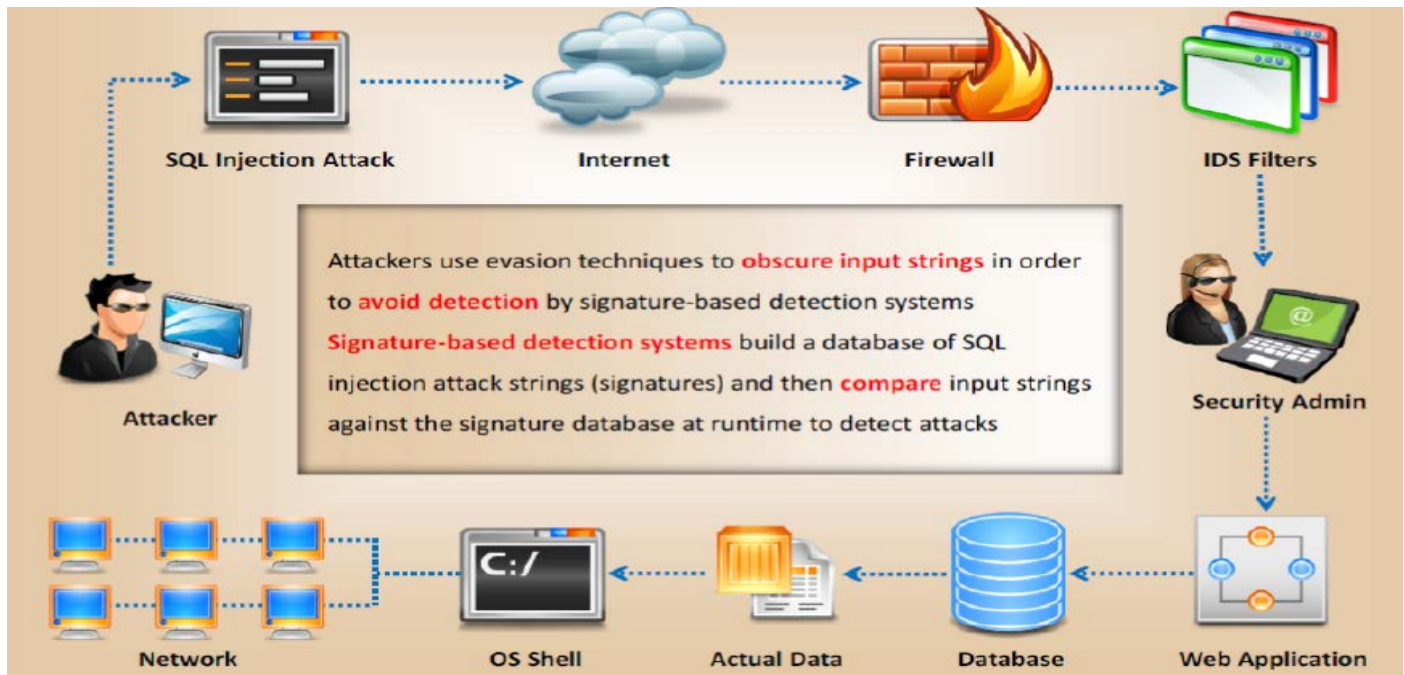 SQL Injection Attack
Internet
Firewall
IDS Filters
Attackers use evasion techniques to obscure input strings in order
to avoid detection by signature-based detection systems
Signature-based detection systems build a database of SQL
injection attack strings (signatures) and then compare input strings
against the signature database at runtime to detect attacks
Attacker
@
Security Admin
C:/
Network
OS Shell
Actual Data
Database
Web Application